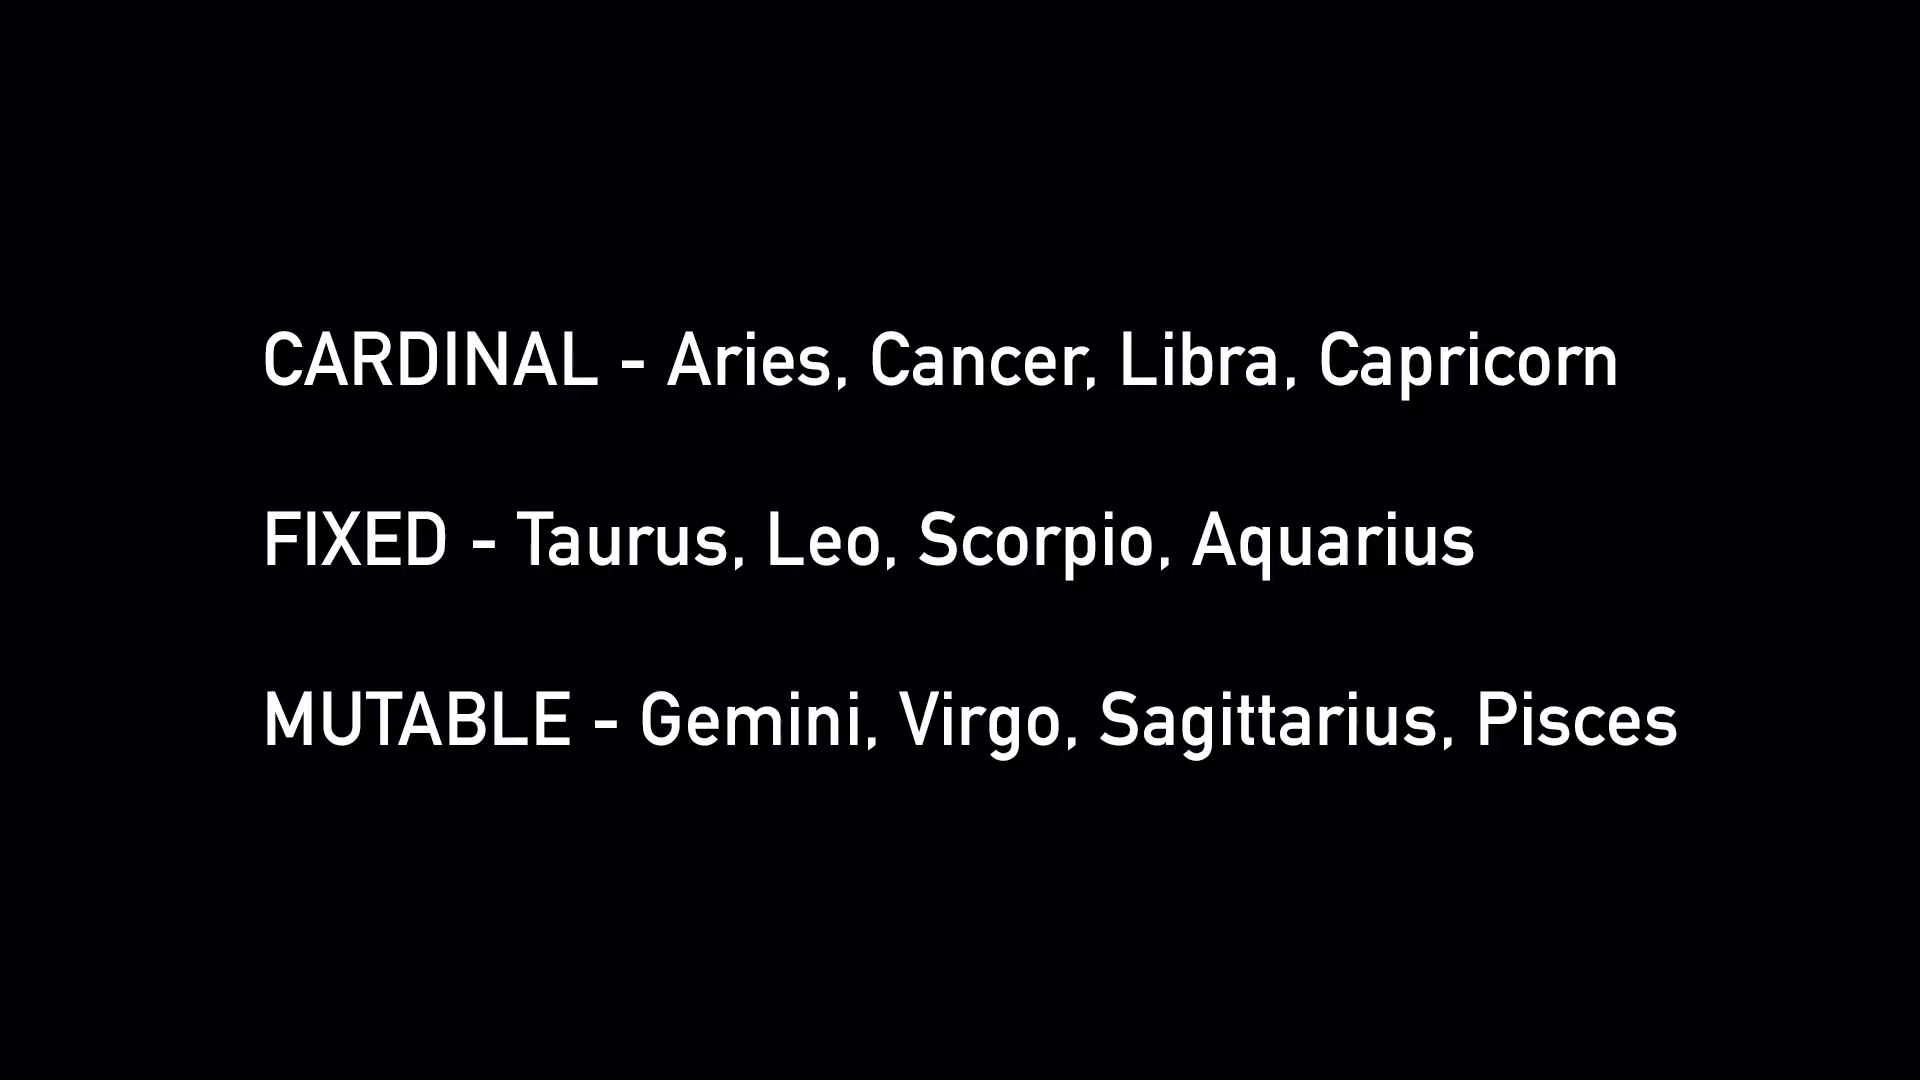 CARDINAL - Aries, Cancer, Libra, Capricorn
FIXED - Taurus, Leo, Scorpio, Aquarius
MUTABLE - Gemini, Virgo, Sagittarius, Pisces